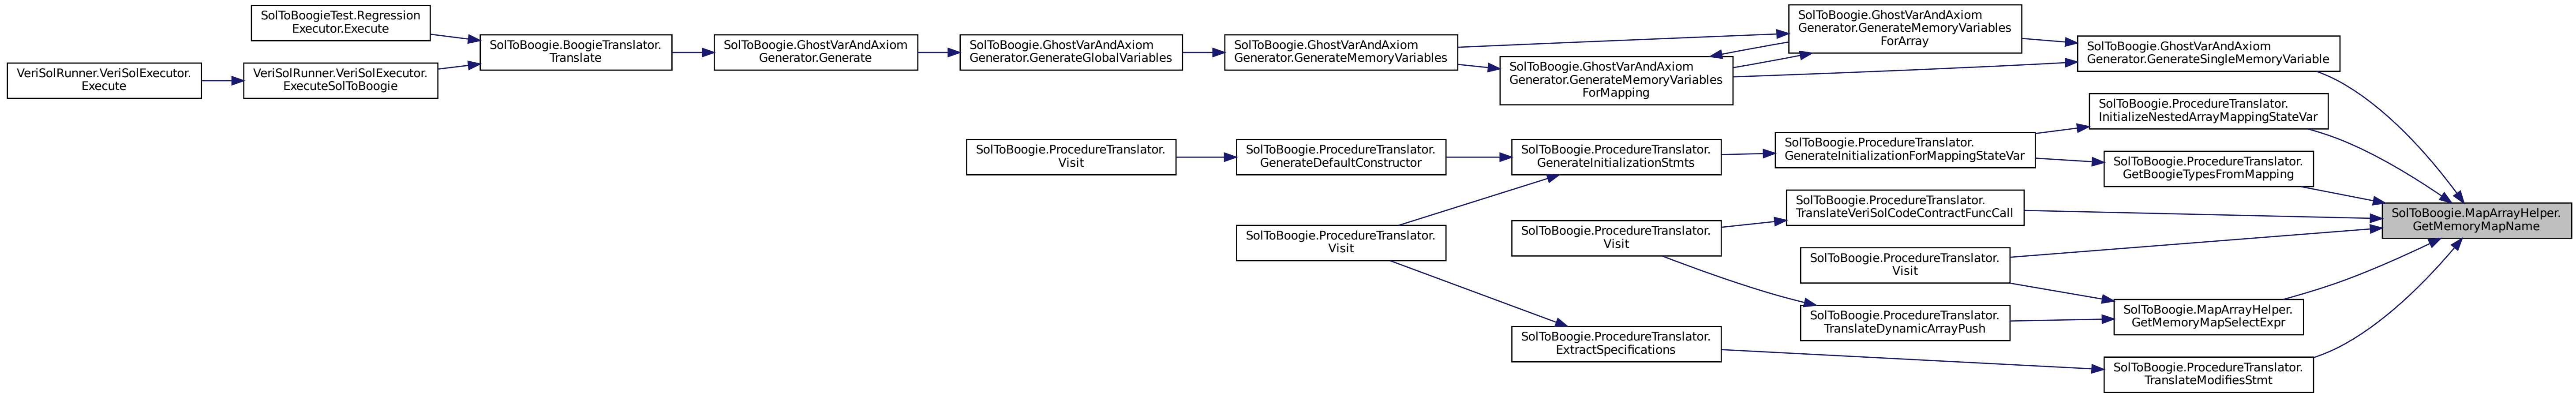 SolToBoogieTest.Regression
Executor.Execute
VeriSolRunner.VeriSolExecutor.
Execute
VeriSolRunner.VeriSolExecutor.
ExecuteSolToBoogie
SolToBoogie.BoogieTranslator.
Translate
SolToBoogie.GhostVarAndAxiom
Generator.Generate
SolToBoogie.GhostVarAndAxiom
Generator.GenerateGlobalVariables
SolToBoogie.GhostVarAndAxiom
Generator.GenerateMemoryVariables
SolToBoogie.GhostVarAndAxiom
Generator.GenerateMemoryVariables
ForMapping
SolToBoogie.GhostVarAndAxiom
Generator.GenerateMemoryVariables
ForArray
SolToBoogie.GhostVarAndAxiom
Generator.GenerateSingleMemoryVariable
SolToBoogie.ProcedureTranslator.
Visit
SolToBoogie.ProcedureTranslator.
GenerateDefaultConstructor
SolToBoogie.ProcedureTranslator.
GenerateInitializationStmts
SolToBoogie.ProcedureTranslator.
GenerateInitializationForMappingStateVar
SolToBoogie.ProcedureTranslator.
InitializeNestedArrayMappingStateVar
SolToBoogie.ProcedureTranslator.
GetBoogieTypesFromMapping
SolToBoogie.ProcedureTranslator.
Visit
SolToBoogie.ProcedureTranslator.
Visit
SolToBoogie.ProcedureTranslator.
TranslateVeriSolCodeContractFuncCall
SolToBoogie.ProcedureTranslator.
Visit
SolToBoogie.ProcedureTranslator.
TranslateDynamicArrayPush
SolToBoogie.MapArrayHelper.
GetMemoryMapSelectExpr
SolToBoogie.ProcedureTranslator.
ExtractSpecifications
SolToBoogie.ProcedureTranslator.
TranslateModifiesStmt
SolToBoogie.MapArrayHelper.
GetMemoryMapName